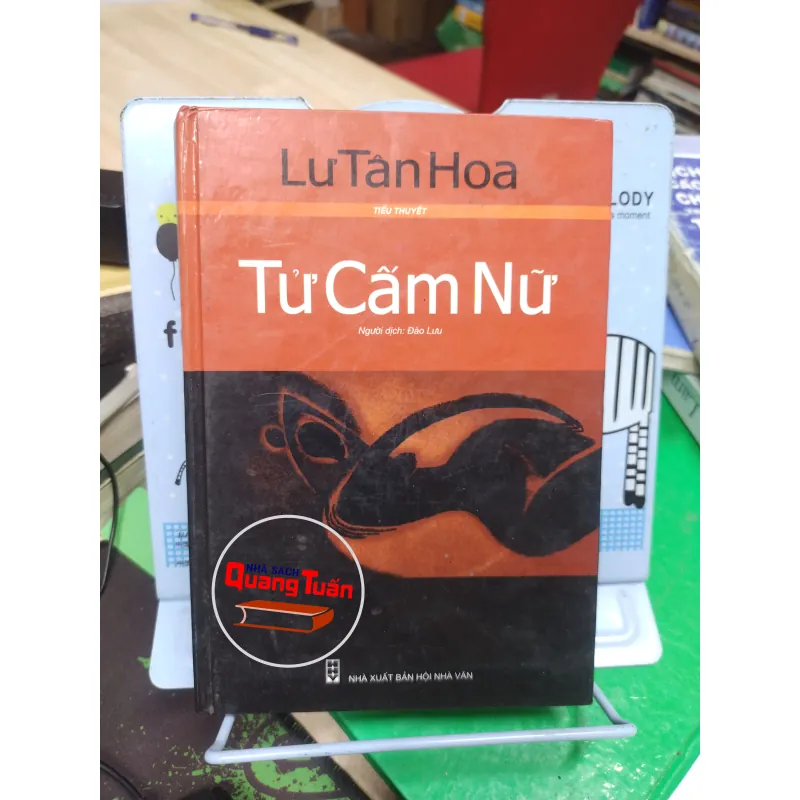 Lư Tân Hoa
TIỂU THUYẾT
Tử Cấm Nữ
Người dịch: Đào Lưu
NHÀ SÁCH
Quang Tuấn
NHÀ XUẤT BẢN HỘI NHÀ VĂN
LODY
moment
f